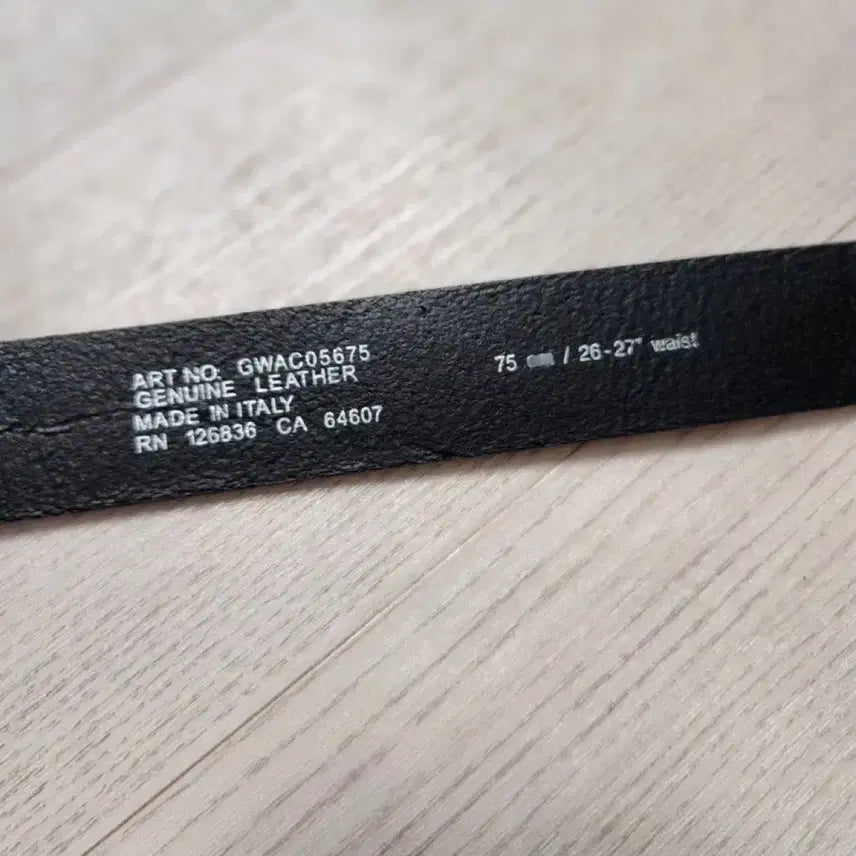 ART NO. GWAC05675
GENUINE LEATHER
MADE IN ITALY
RN 126836 CA 64607
75 / 26-27" waist